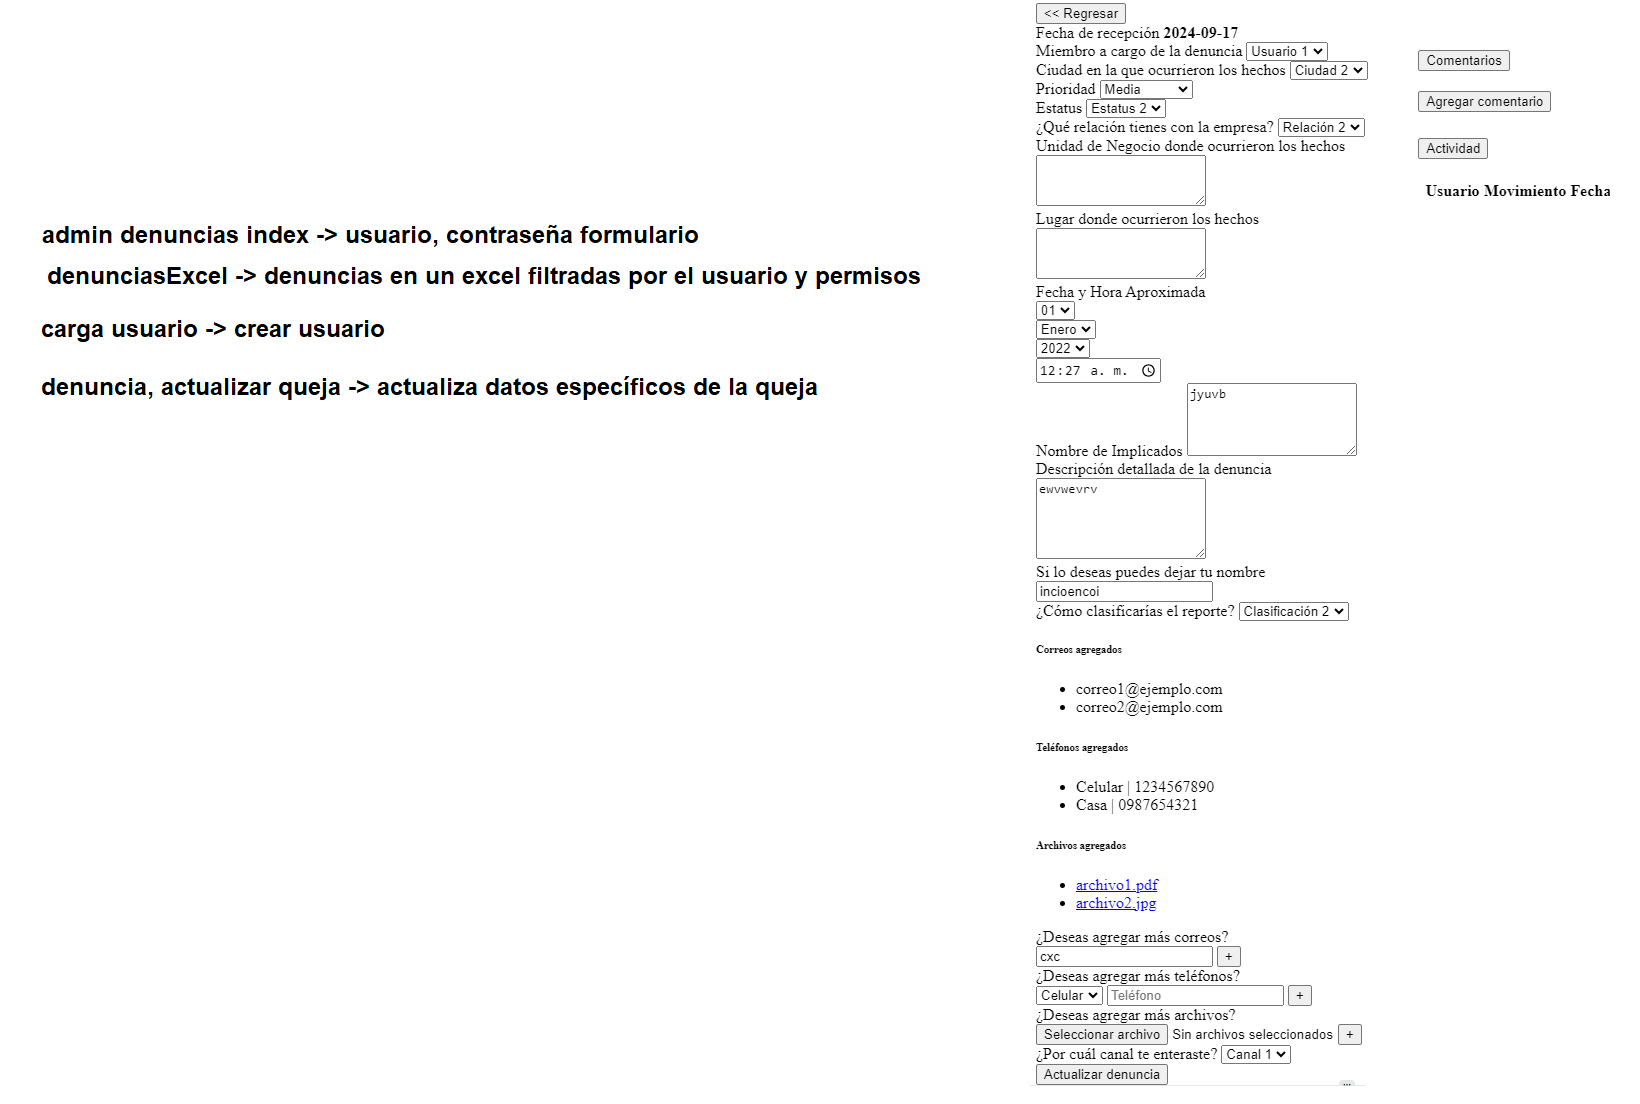 admin denuncias index -> usuario, contraseña formulario
denunciasExcel -> denuncias en un excel filtradas por el usuario y permisos
carga usuario -> crear usuario
denuncia, actualizar queja -> actualiza datos específicos de la queja
<< Regresar
Fecha de recepción 2024-09-17
Miembro a cargo de la denuncia Usuario 1
Ciudad en la que ocurrieron los hechos Ciudad 2
Prioridad Media
Estatus Estatus 2
¿Qué relación tienes con la empresa? Relación 2
Unidad de Negocio donde ocurrieron los hechos
Lugar donde ocurrieron los hechos
Fecha y Hora Aproximada
01
Enero
2022
12:27 a. m.
jyuvb
Nombre de Implicados
Descripción detallada de la denuncia
ewvwevrv
Si lo deseas puedes dejar tu nombre
incioencoi
¿Cómo clasificarías el reporte? Clasificación 2
Correos agregados
correo1@ejemplo.com
correo2@ejemplo.com
Teléfonos agregados
Celular | 1234567890
Casa | 0987654321
Archivos agregados
archivo1.pdf
archivo2.jpg
¿Deseas agregar más correos?
cxc +
¿Deseas agregar más teléfonos?
Celular Teléfono +
¿Deseas agregar más archivos?
Seleccionar archivo Sin archivos seleccionados +
¿Por cuál canal te enteraste? Canal 1
Actualizar denuncia
Comentarios
Agregar comentario
Actividad
Usuario Movimiento Fecha